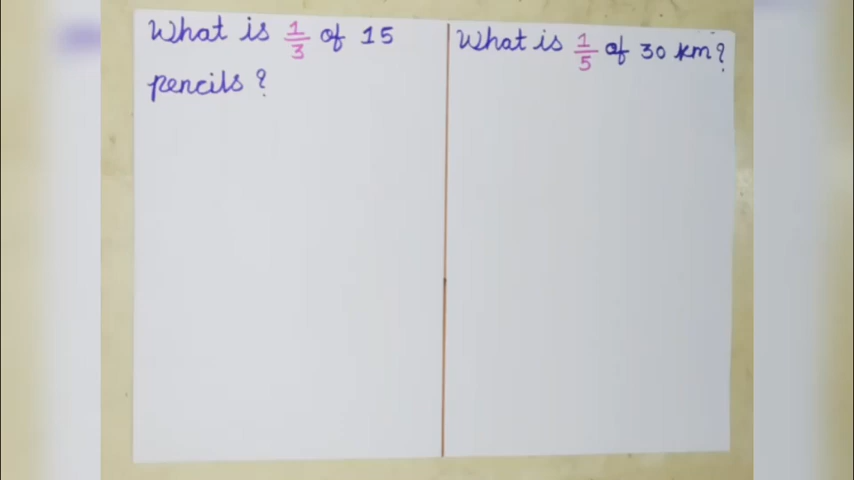 What is 1/3 of 15
pencils?
What is 1/5 of 30 km?